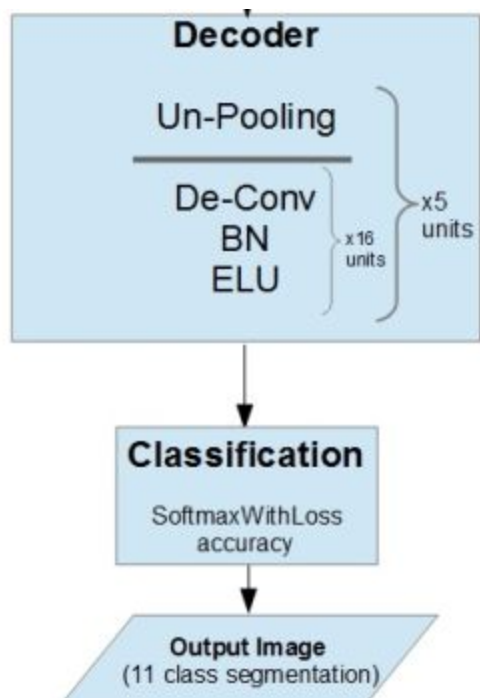 Decoder
Un-Pooling
De-Conv
BN
ELU
x16
units
x5
units
Classification
SoftmaxWithLoss
accuracy
Output Image
(11 class segmentation)